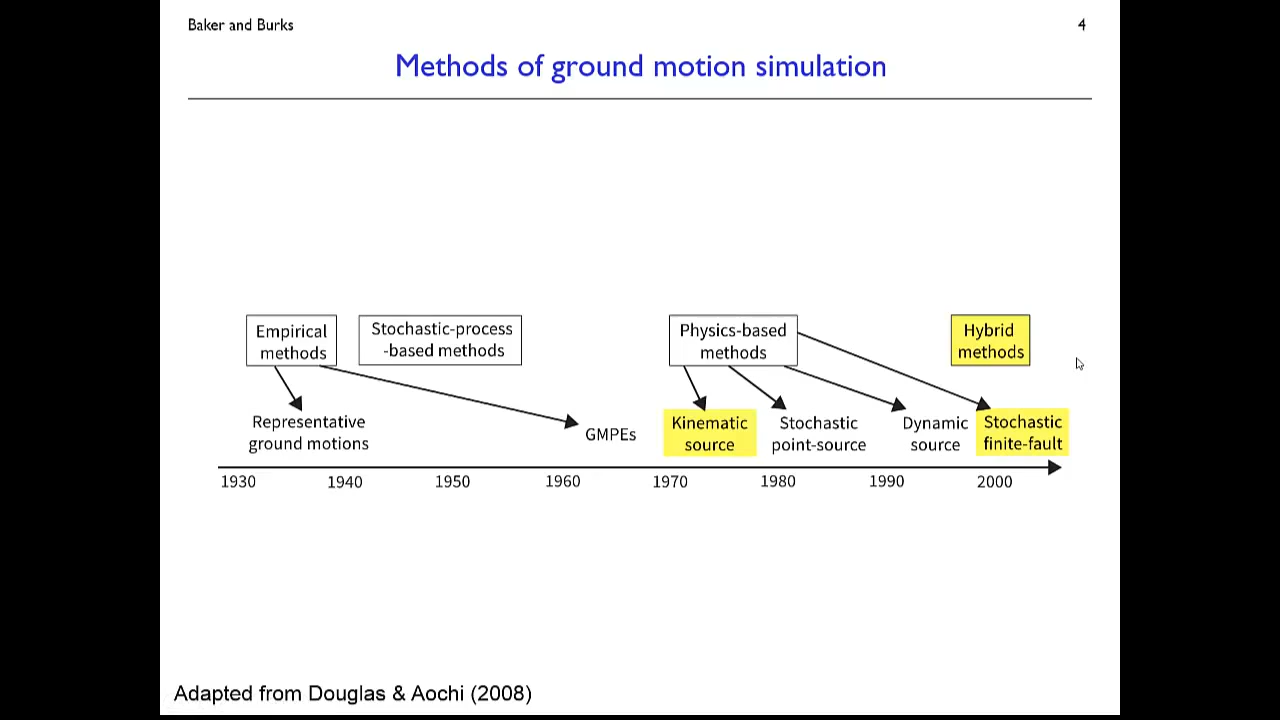 Baker and Burks
4
Methods of ground motion simulation
Empirical
methods
Stochastic-process
-based methods
Physics-based
methods
Hybrid
methods
Representative
ground motions
GMPEs
Kinematic
source
Stochastic
point-source
Dynamic
source
Stochastic
finite-fault
1930
1940
1950
1960
1970
1980
1990
2000
Adapted from Douglas & Aochi (2008)